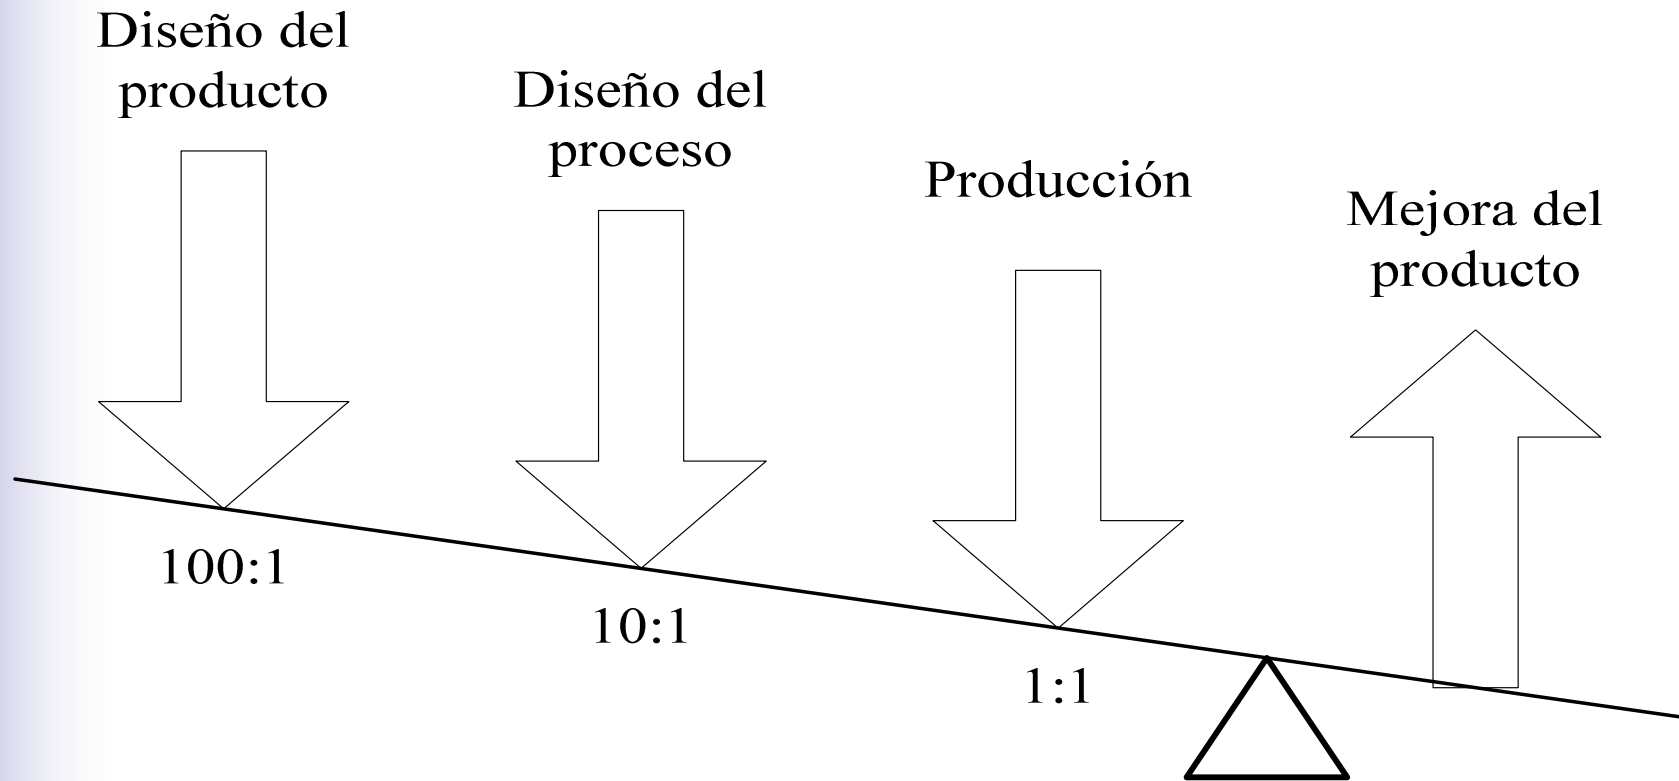 Diseño del
producto
Diseño del
proceso
Producción
Mejora del
producto
100:1
10:1
1:1